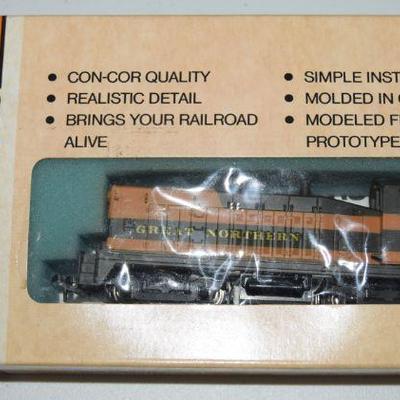 • CON-COR QUALITY
• REALISTIC DETAIL
• BRINGS YOUR RAILROAD
ALIVE
• SIMPLE INST
• MOLDED IN
• MODELED F
PROTOTYPE
GREAT NORTHERN